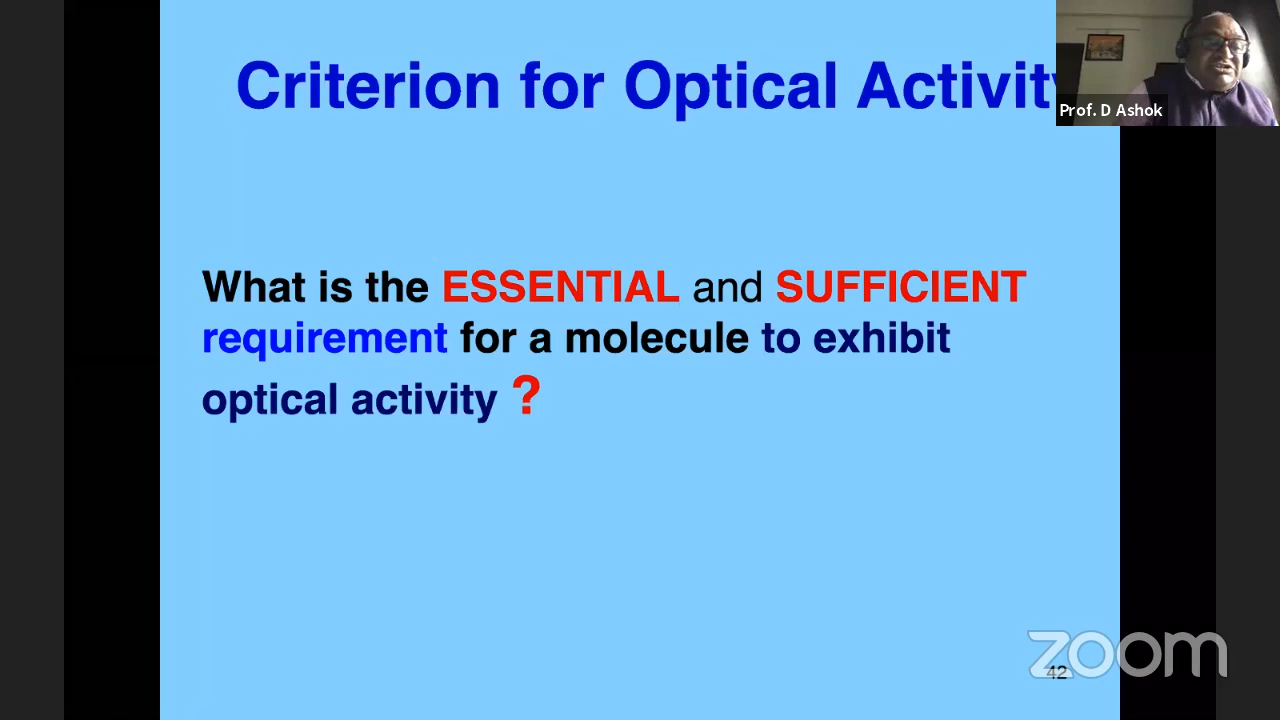 Criterion for Optical Activity
Prof. D Ashok
What is the ESSENTIAL and SUFFICIENT
requirement for a molecule to exhibit
optical activity ?
zoom
42